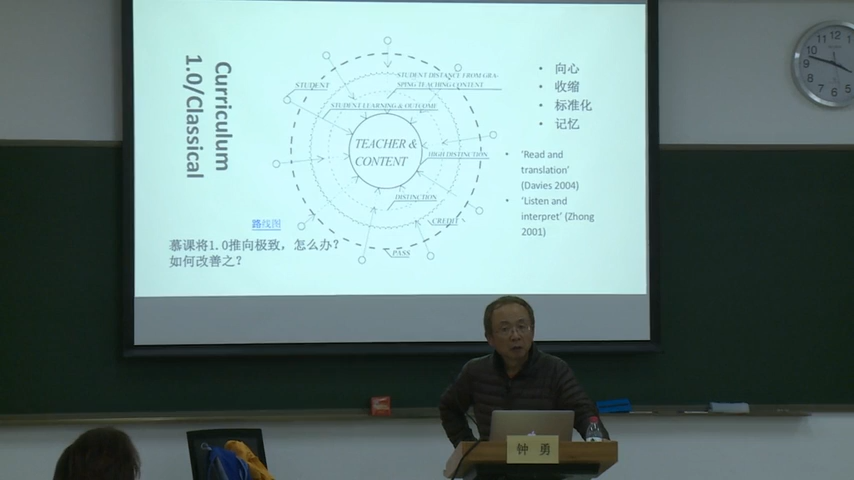 Curriculum
1.0/Classical
STUDENT
STUDENT DISTANCE FROM GRA-
SPING TEACHING CONTENT
STUDENT LEARNING & OUTCOME
TEACHER &
CONTENT
HIGH DISTINCTION
DISTINCTION
CREDIT
PASS
路线图
慕课将1.0推向极致，怎么办？
如何改善之？
• 向心
• 收缩
• 标准化
• 记忆
• 'Read and
translation'
(Davies 2004)
• 'Listen and
interpret' (Zhong
2001)
钟 勇